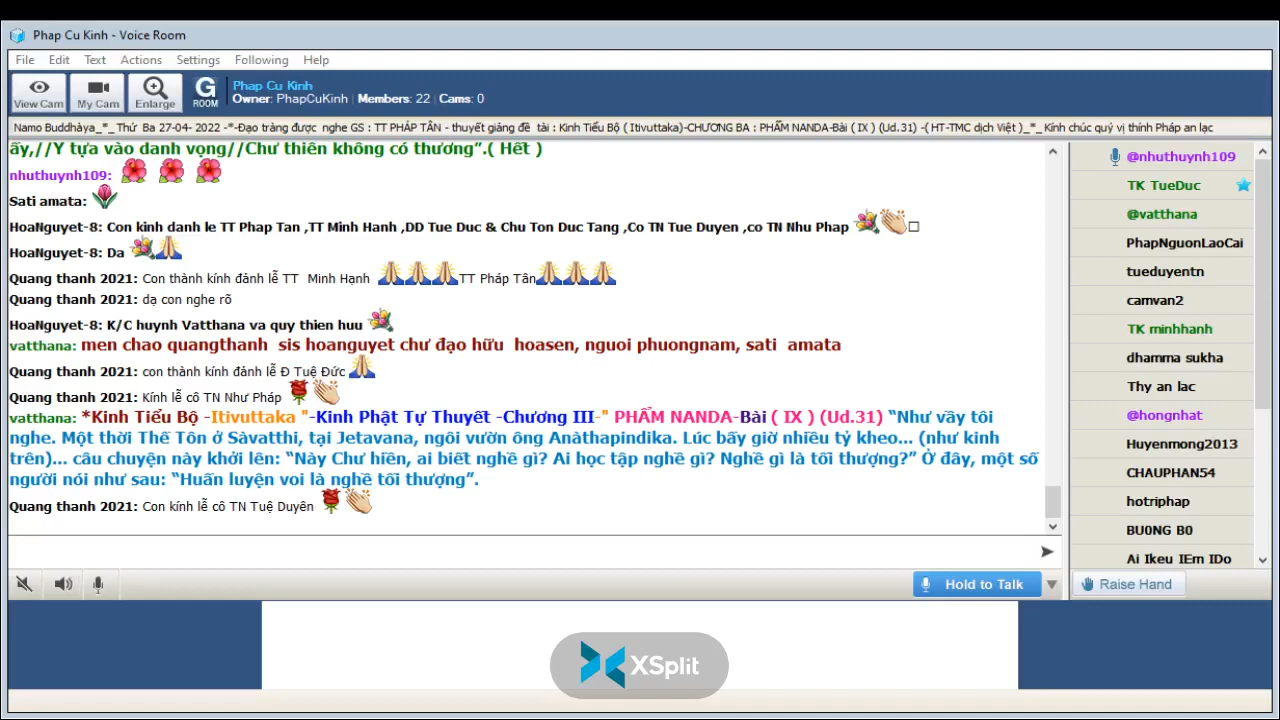 Phap Cu Kinh - Voice Room
File Edit Text Actions Settings Following Help
View Cam My Cam Enlarge G ROOM
Phap Cu Kinh
Owner: PhapCuKinh | Members: 22 | Cams: 0
Namo Buddhàya_*_ Thứ Ba 27-04- 2022 -*-Đạo tràng được nghe GS : TT PHÁP TÂN - thuyết giảng đề tài : Kinh Tiểu Bộ ( Itivuttaka)-CHƯƠNG BA : PHẨM NANDA-Bài ( IX ) (Ud.31) -( HT-TMC dịch Việt )_*_ Kính chúc quý vị thính Pháp an lạc
ấy,//Y tựa vào danh vọng//Chư thiên không có thương”.( Hết )
nhuthuynh109:
Sati amata:
HoaNguyet-8: Con kinh danh le TT Phap Tan ,TT Minh Hanh ,DD Tue Duc & Chu Ton Duc Tang ,Co TN Tue Duyen ,co TN Nhu Phap
HoaNguyet-8: Da
Quang thanh 2021: Con thành kính đảnh lễ TT Minh Hạnh TT Pháp Tân
Quang thanh 2021: dạ con nghe rõ
HoaNguyet-8: K/C huynh Vatthana va quy thien huu
vatthana: men chao quangthanh sis hoanguyet chư đạo hữu hoasen, nguoi phuongnam, sati amata
Quang thanh 2021: con thành kính đảnh lễ Đ Tuệ Đức
Quang thanh 2021: Kính lễ cô TN Như Pháp
vatthana: *Kinh Tiểu Bộ -Itivuttaka "-Kinh Phật Tự Thuyết -Chương III-" PHẨM NANDA-Bài ( IX ) (Ud.31) “Như vầy tôi
nghe. Một thời Thế Tôn ở Sàvatthi, tại Jetavana, ngôi vườn ông Anàthapindika. Lúc bấy giờ nhiều tỷ kheo... (như kinh
trên)... câu chuyện này khởi lên: “Này Chư hiền, ai biết nghề gì? Ai học tập nghề gì? Nghề gì là tối thượng?” Ở đây, một số
người nói như sau: “Huấn luyện voi là nghề tối thượng”.
Quang thanh 2021: Con kính lễ cô TN Tuệ Duyên
@nhuthuynh109
TK TueDuc
@vatthana
PhapNguonLaoCai
tueduyentn
camvan2
TK minhhanh
dhamma sukha
Thy an lac
@hongnhat
Huyenmong2013
CHAUPHAN54
hotriphap
BU0NG B0
Ai Ikeu IEm IDo
Hold to Talk
Raise Hand
XSplit